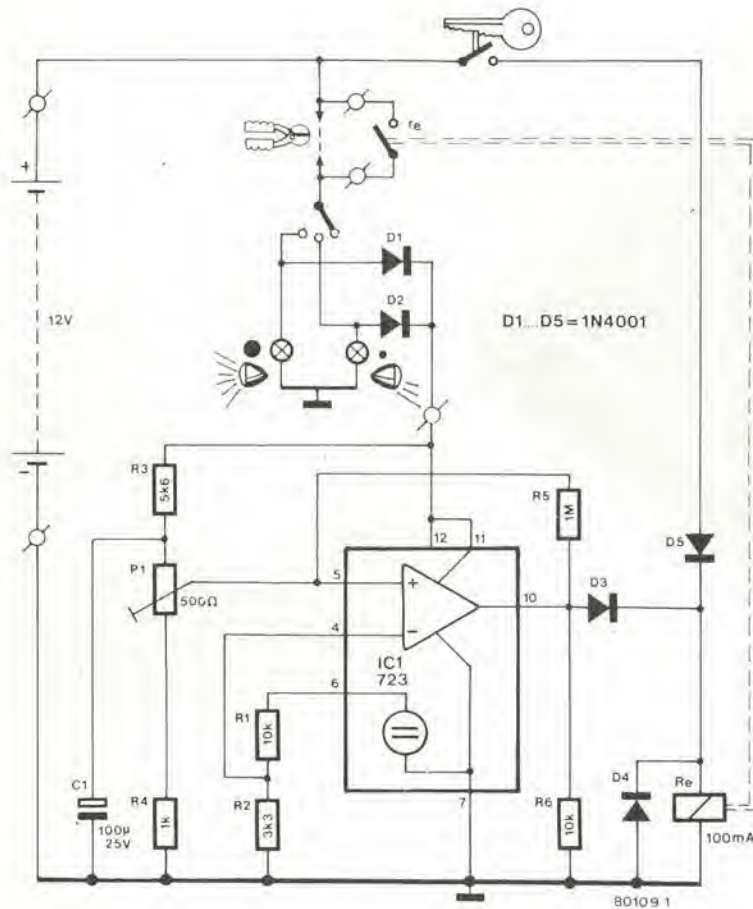 re
+
D1
D2
12V
D1....D5=1N4001
-
R3
5k6
R5
1M
12
11
D5
P1
500Ω
5
+
D3
10
4
-
IC1
723
6
R1
10k
C1
100µ
25V
R4
1k
R2
3k3
7
R6
10k
D4
Re
100mA
80109 1